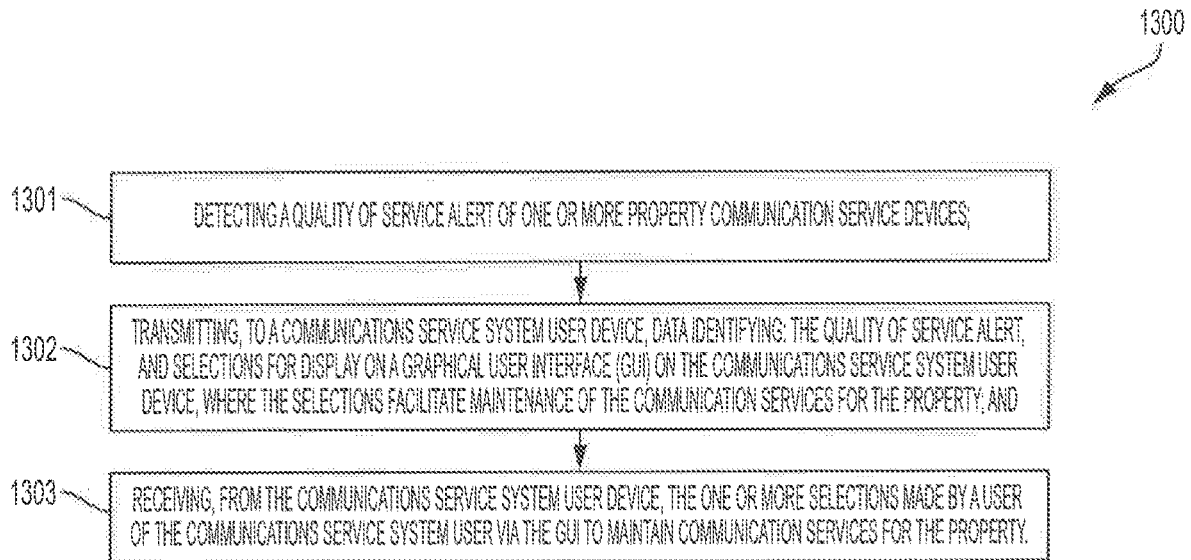 1300
1301
DETECTING A QUALITY OF SERVICE ALERT OF ONE OR MORE PROPERTY COMMUNICATION SERVICE DEVICES;
1302
TRANSMITTING, TO A COMMUNICATIONS SERVICE SYSTEM USER DEVICE, DATA IDENTIFYING: THE QUALITY OF SERVICE ALERT,
AND SELECTIONS FOR DISPLAY ON A GRAPHICAL USER INTERFACE (GUI) ON THE COMMUNICATIONS SERVICE SYSTEM USER
DEVICE, WHERE THE SELECTIONS FACILITATE MAINTENANCE OF THE COMMUNICATION SERVICES FOR THE PROPERTY; AND
1303
RECEIVING, FROM THE COMMUNICATIONS SERVICE SYSTEM USER DEVICE, THE ONE OR MORE SELECTIONS MADE BY A USER
OF THE COMMUNICATIONS SERVICE SYSTEM USER VIA THE GUI TO MAINTAIN COMMUNICATION SERVICES FOR THE PROPERTY.